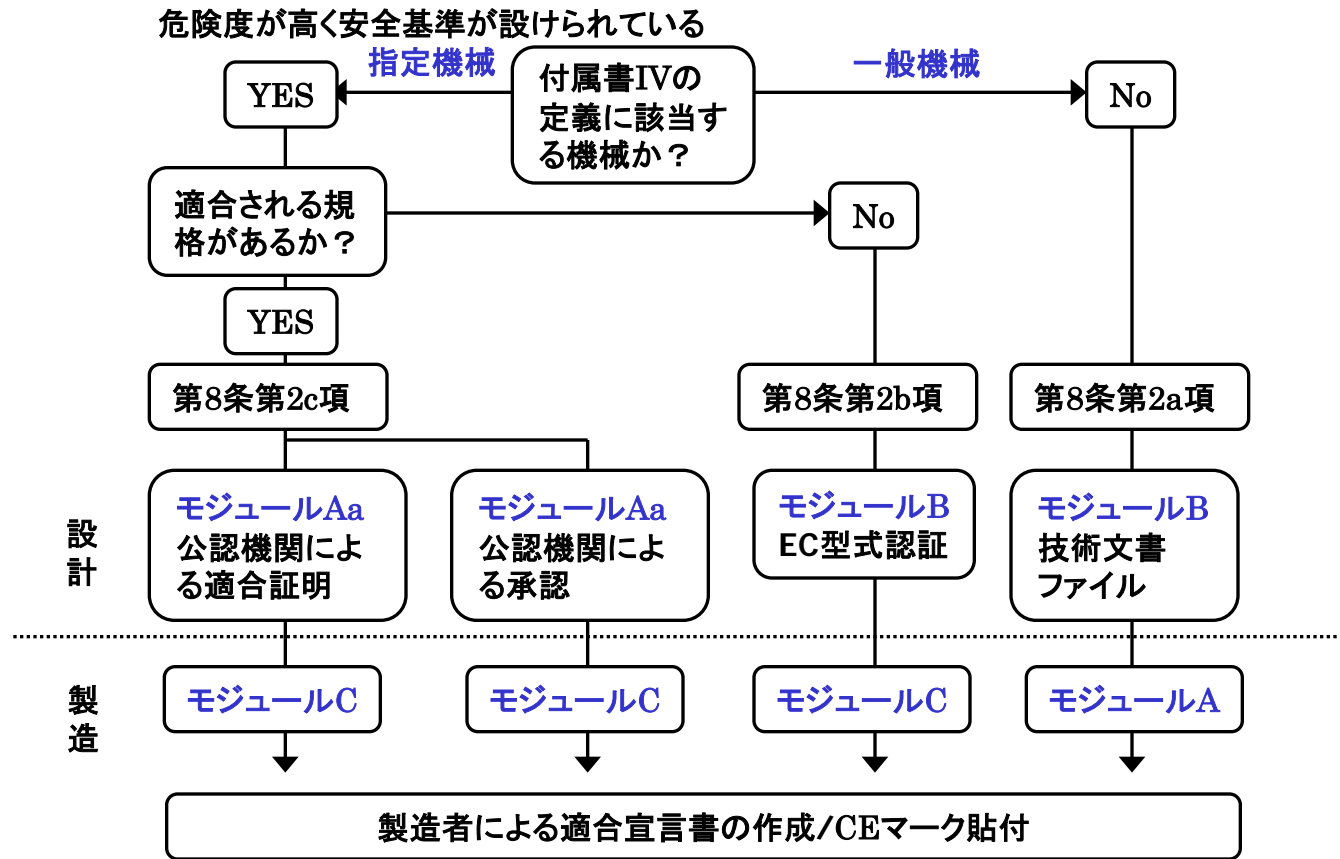 危険度が高く安全基準が設けられている
指定機械
一般機械
付属書IVの
定義に該当す
る機械か？
YES
No
適合される規
格があるか？
No
YES
第8条第2c項
第8条第2b項
第8条第2a項
設計
モジュールAa
公認機関によ
る適合証明
モジュールAa
公認機関によ
る承認
モジュールB
EC型式認証
モジュールB
技術文書
ファイル
製造
モジュールC
モジュールC
モジュールC
モジュールA
製造者による適合宣言書の作成/CEマーク貼付